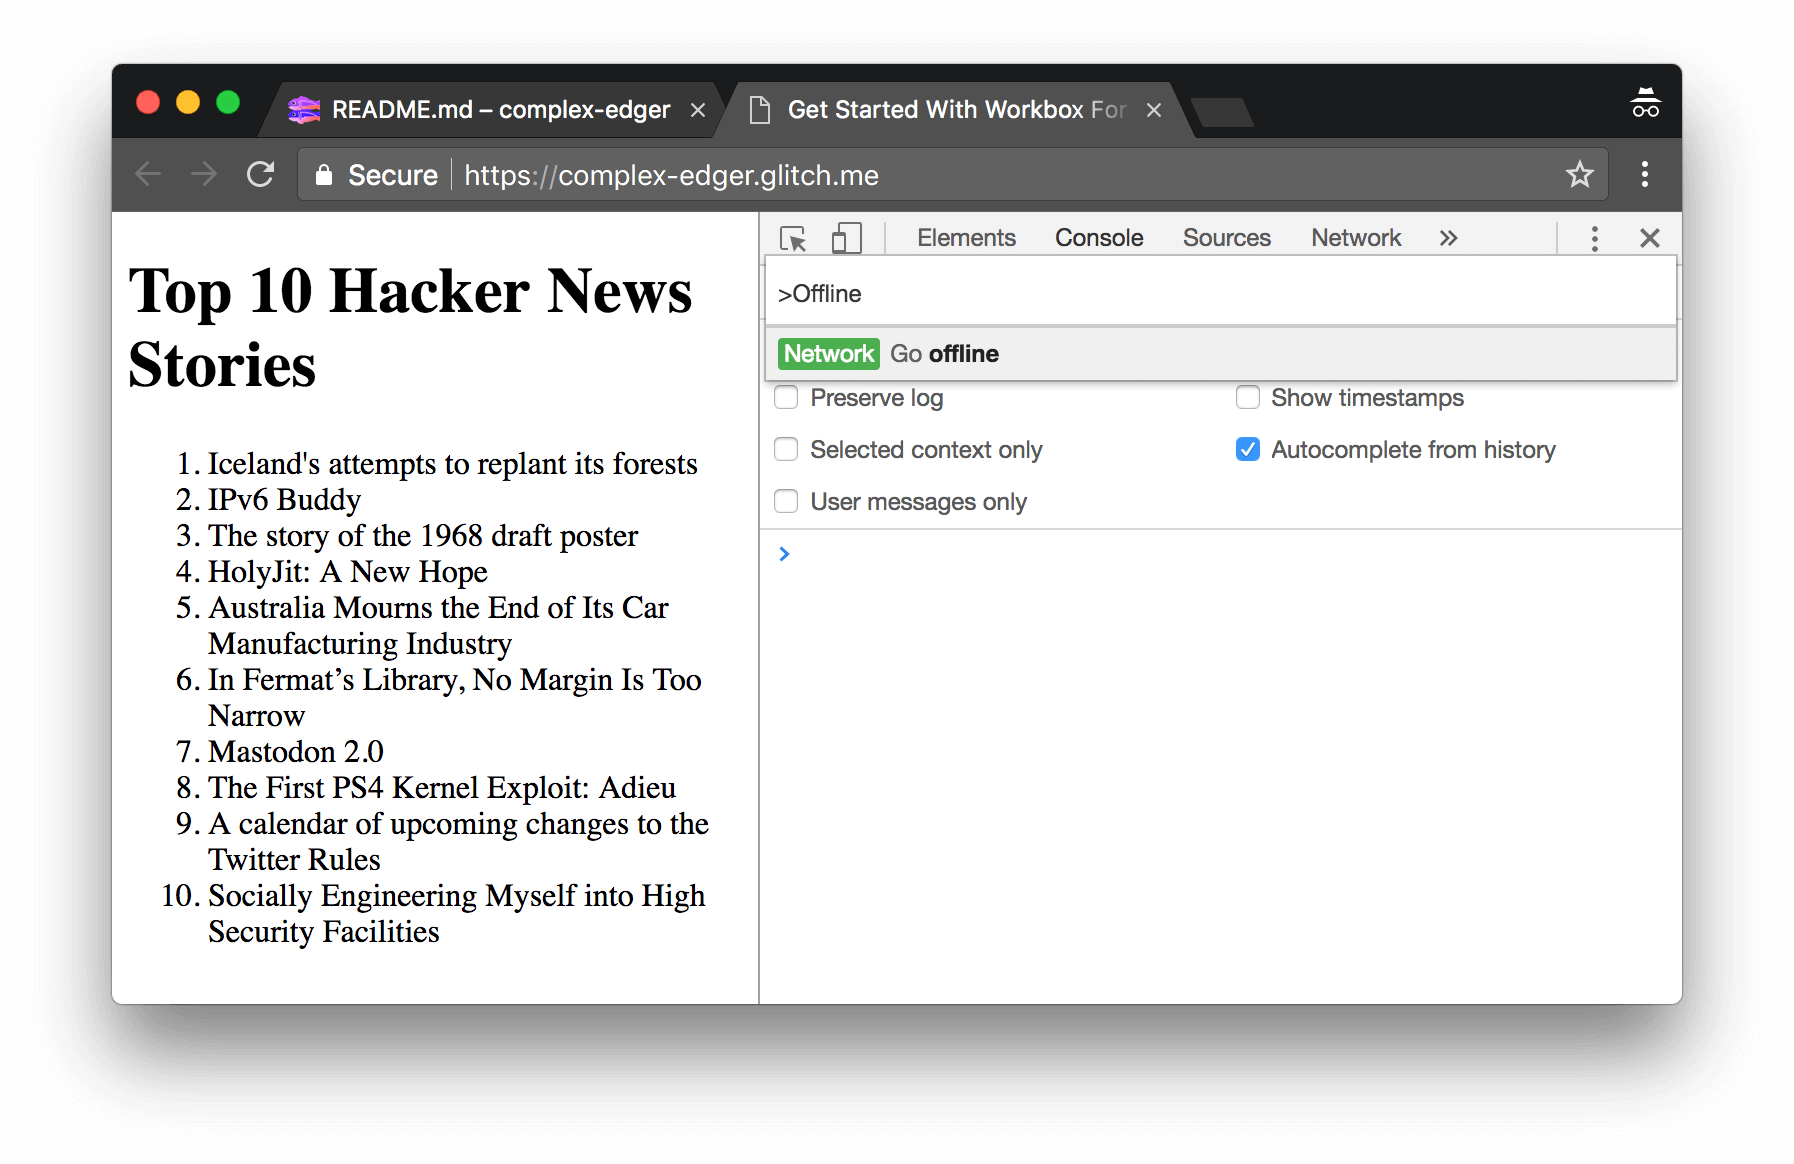 README.md – complex-edger
Get Started With Workbox For
Secure
https://complex-edger.glitch.me
Top 10 Hacker News
Stories
1. Iceland's attempts to replant its forests
2. IPv6 Buddy
3. The story of the 1968 draft poster
4. HolyJit: A New Hope
5. Australia Mourns the End of Its Car
Manufacturing Industry
6. In Fermat’s Library, No Margin Is Too
Narrow
7. Mastodon 2.0
8. The First PS4 Kernel Exploit: Adieu
9. A calendar of upcoming changes to the
Twitter Rules
10. Socially Engineering Myself into High
Security Facilities
Elements Console Sources Network »
>Offline
Network Go offline
Preserve log
Show timestamps
Selected context only
Autocomplete from history
User messages only